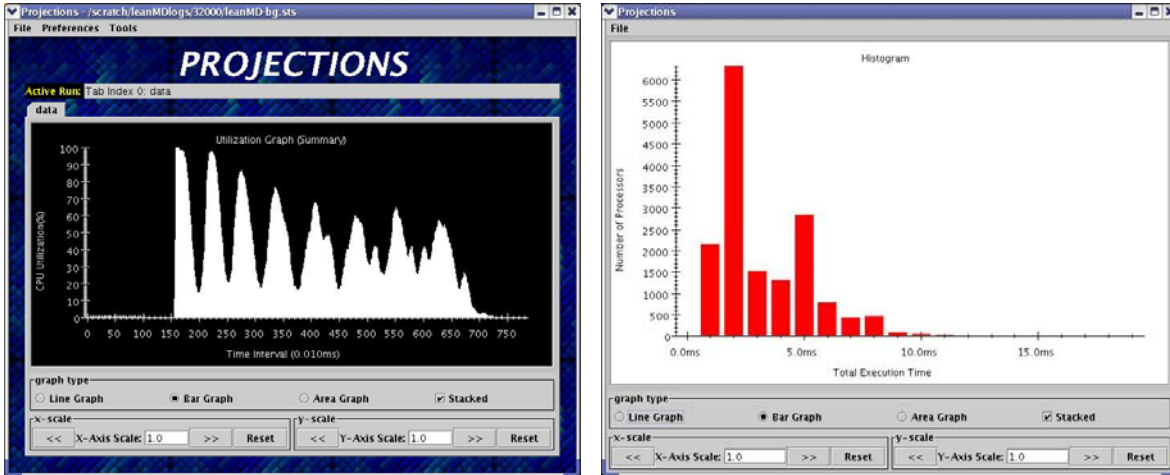 Projections - /scratch/leanMDlogs/32000/leanMD-bg.sts
File Preferences Tools
PROJECTIONS
Active Run: Tab Index 0: data
data
Utilization Graph (Summary)
CPU Utilization(%)
100
90
80
70
60
50
40
30
20
10
0
0 50 100 150 200 250 300 350 400 450 500 550 600 650 700 750
Time Interval (0.010ms)
graph type
Line Graph Bar Graph Area Graph Stacked
x-scale
<< X-Axis Scale: 1.0 >> Reset
y-scale
<< Y-Axis Scale: 1.0 >> Reset
Projections
File
Histogram
Number of Processors
6000
5500
5000
4500
4000
3500
3000
2500
2000
1500
1000
500
0
0.0ms 5.0ms 10.0ms 15.0ms
Total Execution Time
graph type
Line Graph Bar Graph Area Graph Stacked
x-scale
<< X-Axis Scale: 1.0 >> Reset
y-scale
<< Y-Axis Scale: 1.0 >> Reset